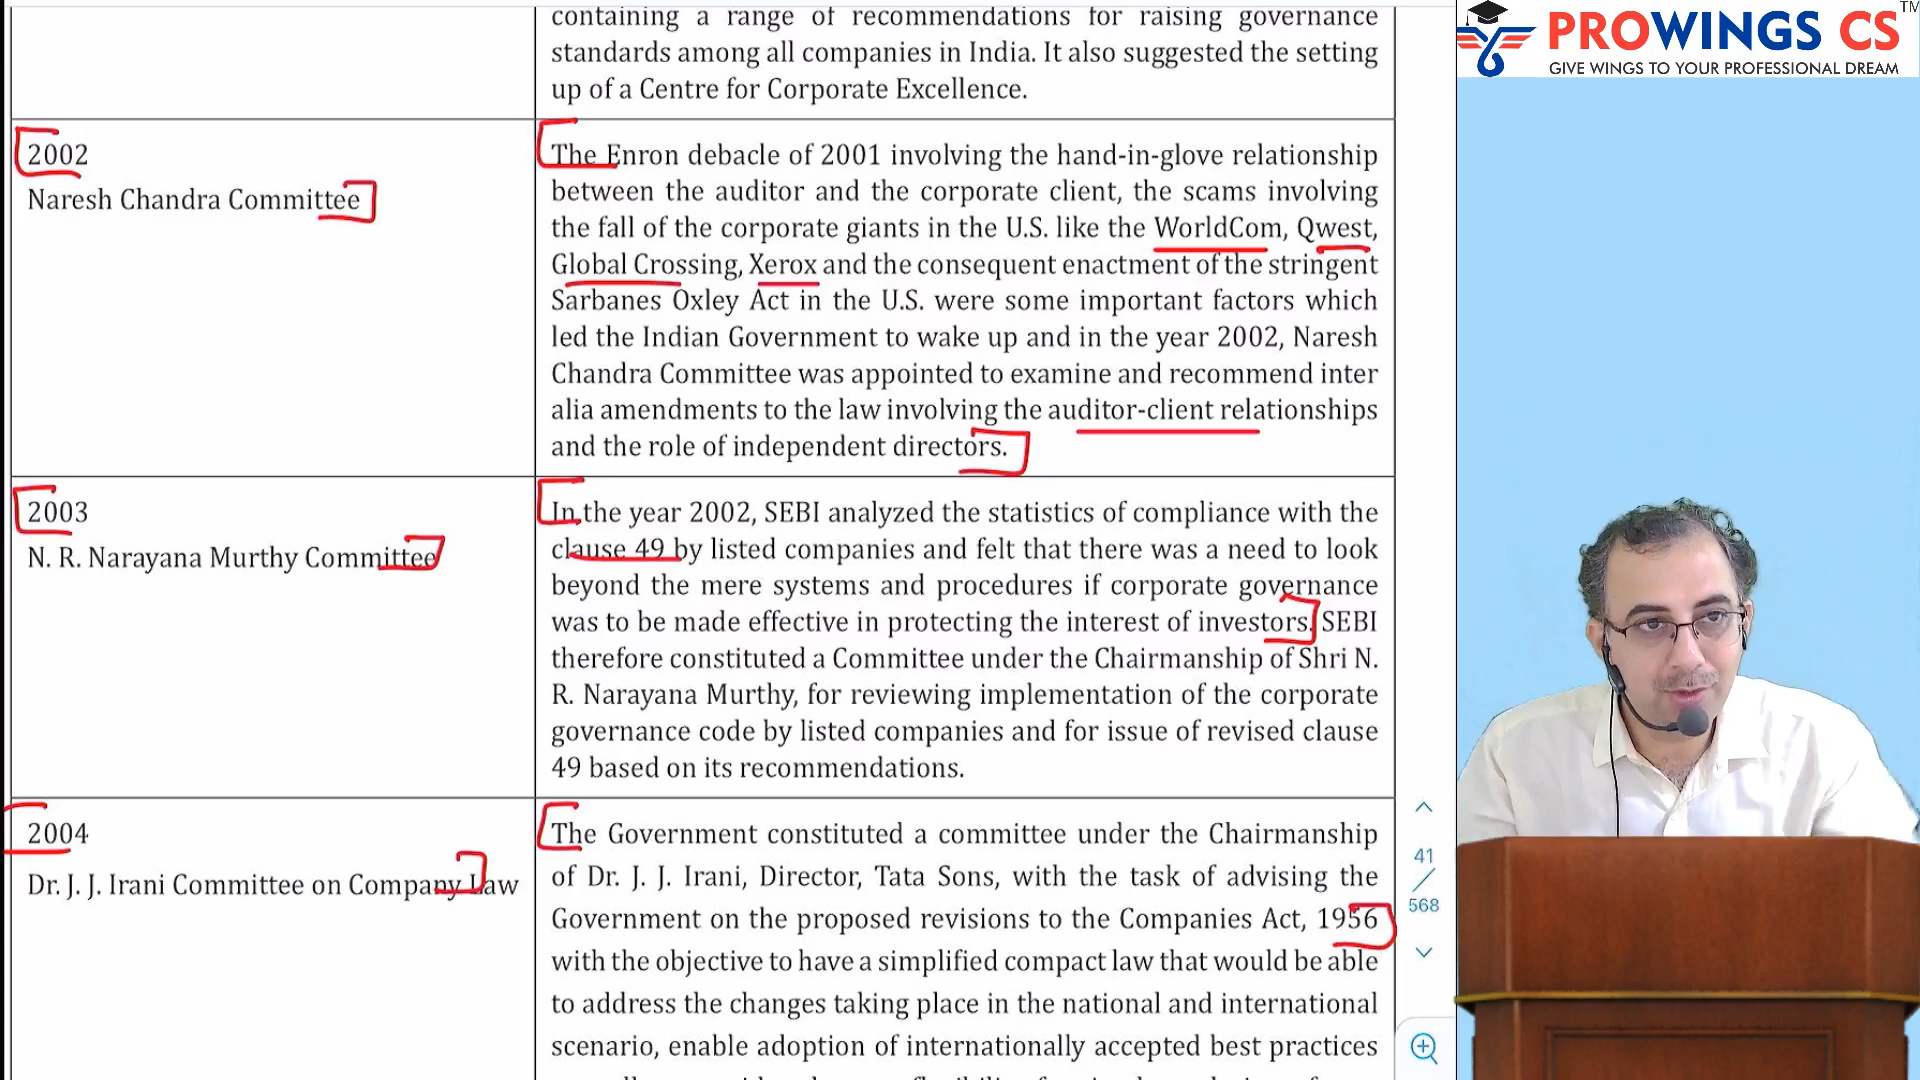 containing a range of recommendations for raising governance
standards among all companies in India. It also suggested the setting
up of a Centre for Corporate Excellence.
2002
Naresh Chandra Committee
The Enron debacle of 2001 involving the hand-in-glove relationship
between the auditor and the corporate client, the scams involving
the fall of the corporate giants in the U.S. like the WorldCom, Qwest,
Global Crossing, Xerox and the consequent enactment of the stringent
Sarbanes Oxley Act in the U.S. were some important factors which
led the Indian Government to wake up and in the year 2002, Naresh
Chandra Committee was appointed to examine and recommend inter
alia amendments to the law involving the auditor-client relationships
and the role of independent directors.
2003
N. R. Narayana Murthy Committee
In the year 2002, SEBI analyzed the statistics of compliance with the
clause 49 by listed companies and felt that there was a need to look
beyond the mere systems and procedures if corporate governance
was to be made effective in protecting the interest of investors. SEBI
therefore constituted a Committee under the Chairmanship of Shri N.
R. Narayana Murthy, for reviewing implementation of the corporate
governance code by listed companies and for issue of revised clause
49 based on its recommendations.
2004
Dr. J. J. Irani Committee on Company Law
The Government constituted a committee under the Chairmanship
of Dr. J. J. Irani, Director, Tata Sons, with the task of advising the
Government on the proposed revisions to the Companies Act, 1956
with the objective to have a simplified compact law that would be able
to address the changes taking place in the national and international
scenario, enable adoption of internationally accepted best practices
41
/
568
PROWINGS CS TM
GIVE WINGS TO YOUR PROFESSIONAL DREAM